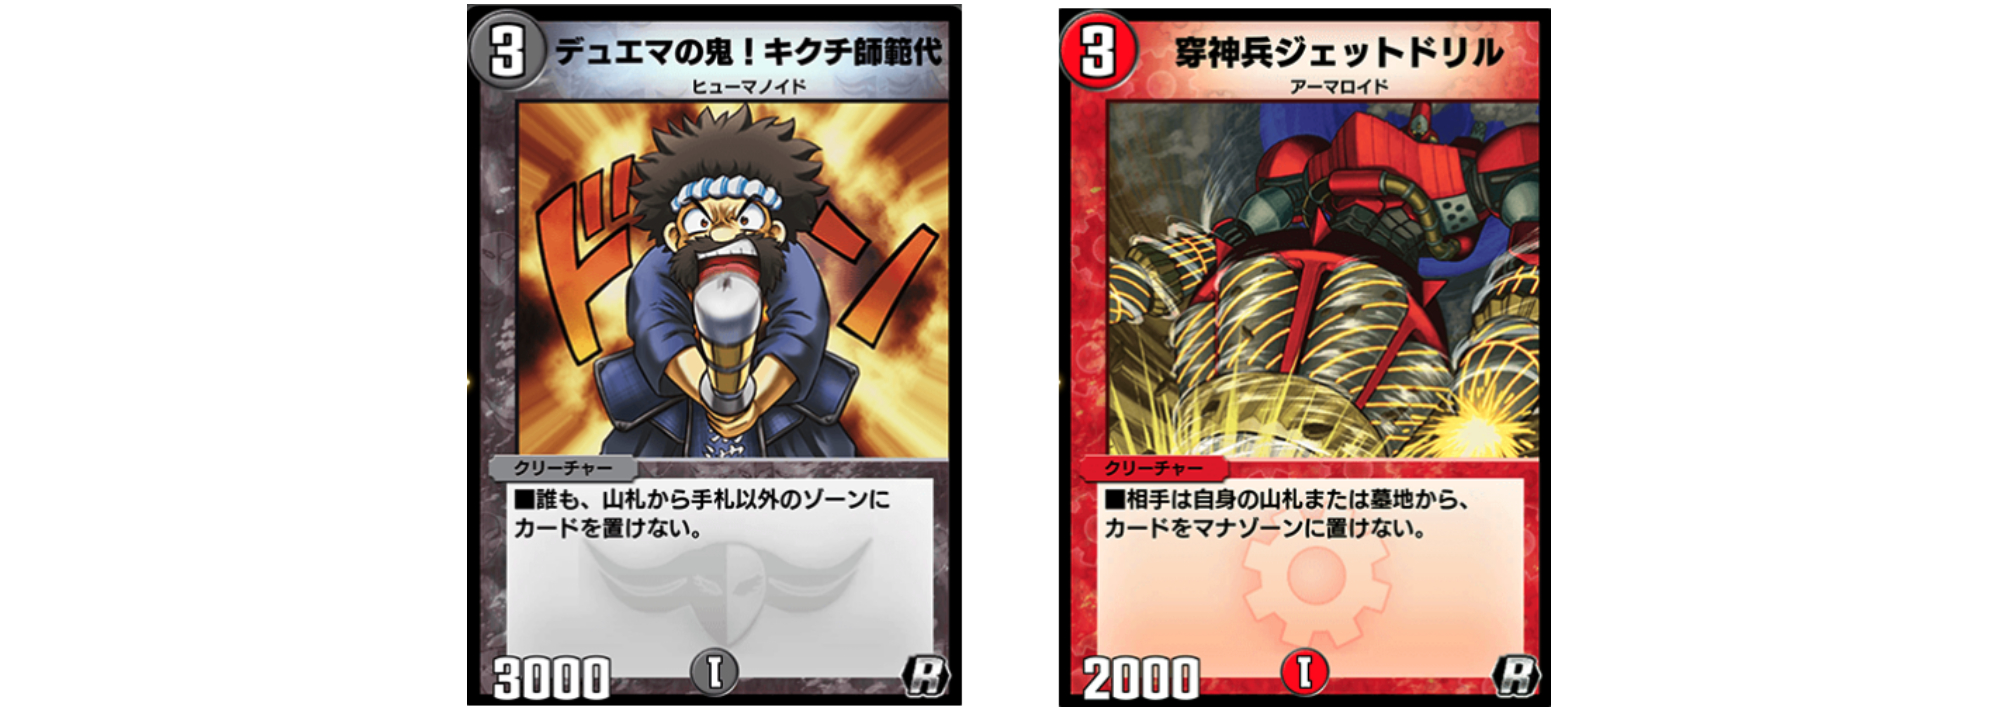 3
デュエマの鬼！キクチ師範代
ヒューマノイド
ドン
クリーチャー
■誰も、山札から手札以外のゾーンに
カードを置けない。
3000
1
R
3
穿神兵ジェットドリル
アーマロイド
クリーチャー
■相手は自身の山札または墓地から、
カードをマナゾーンに置けない。
2000
1
R